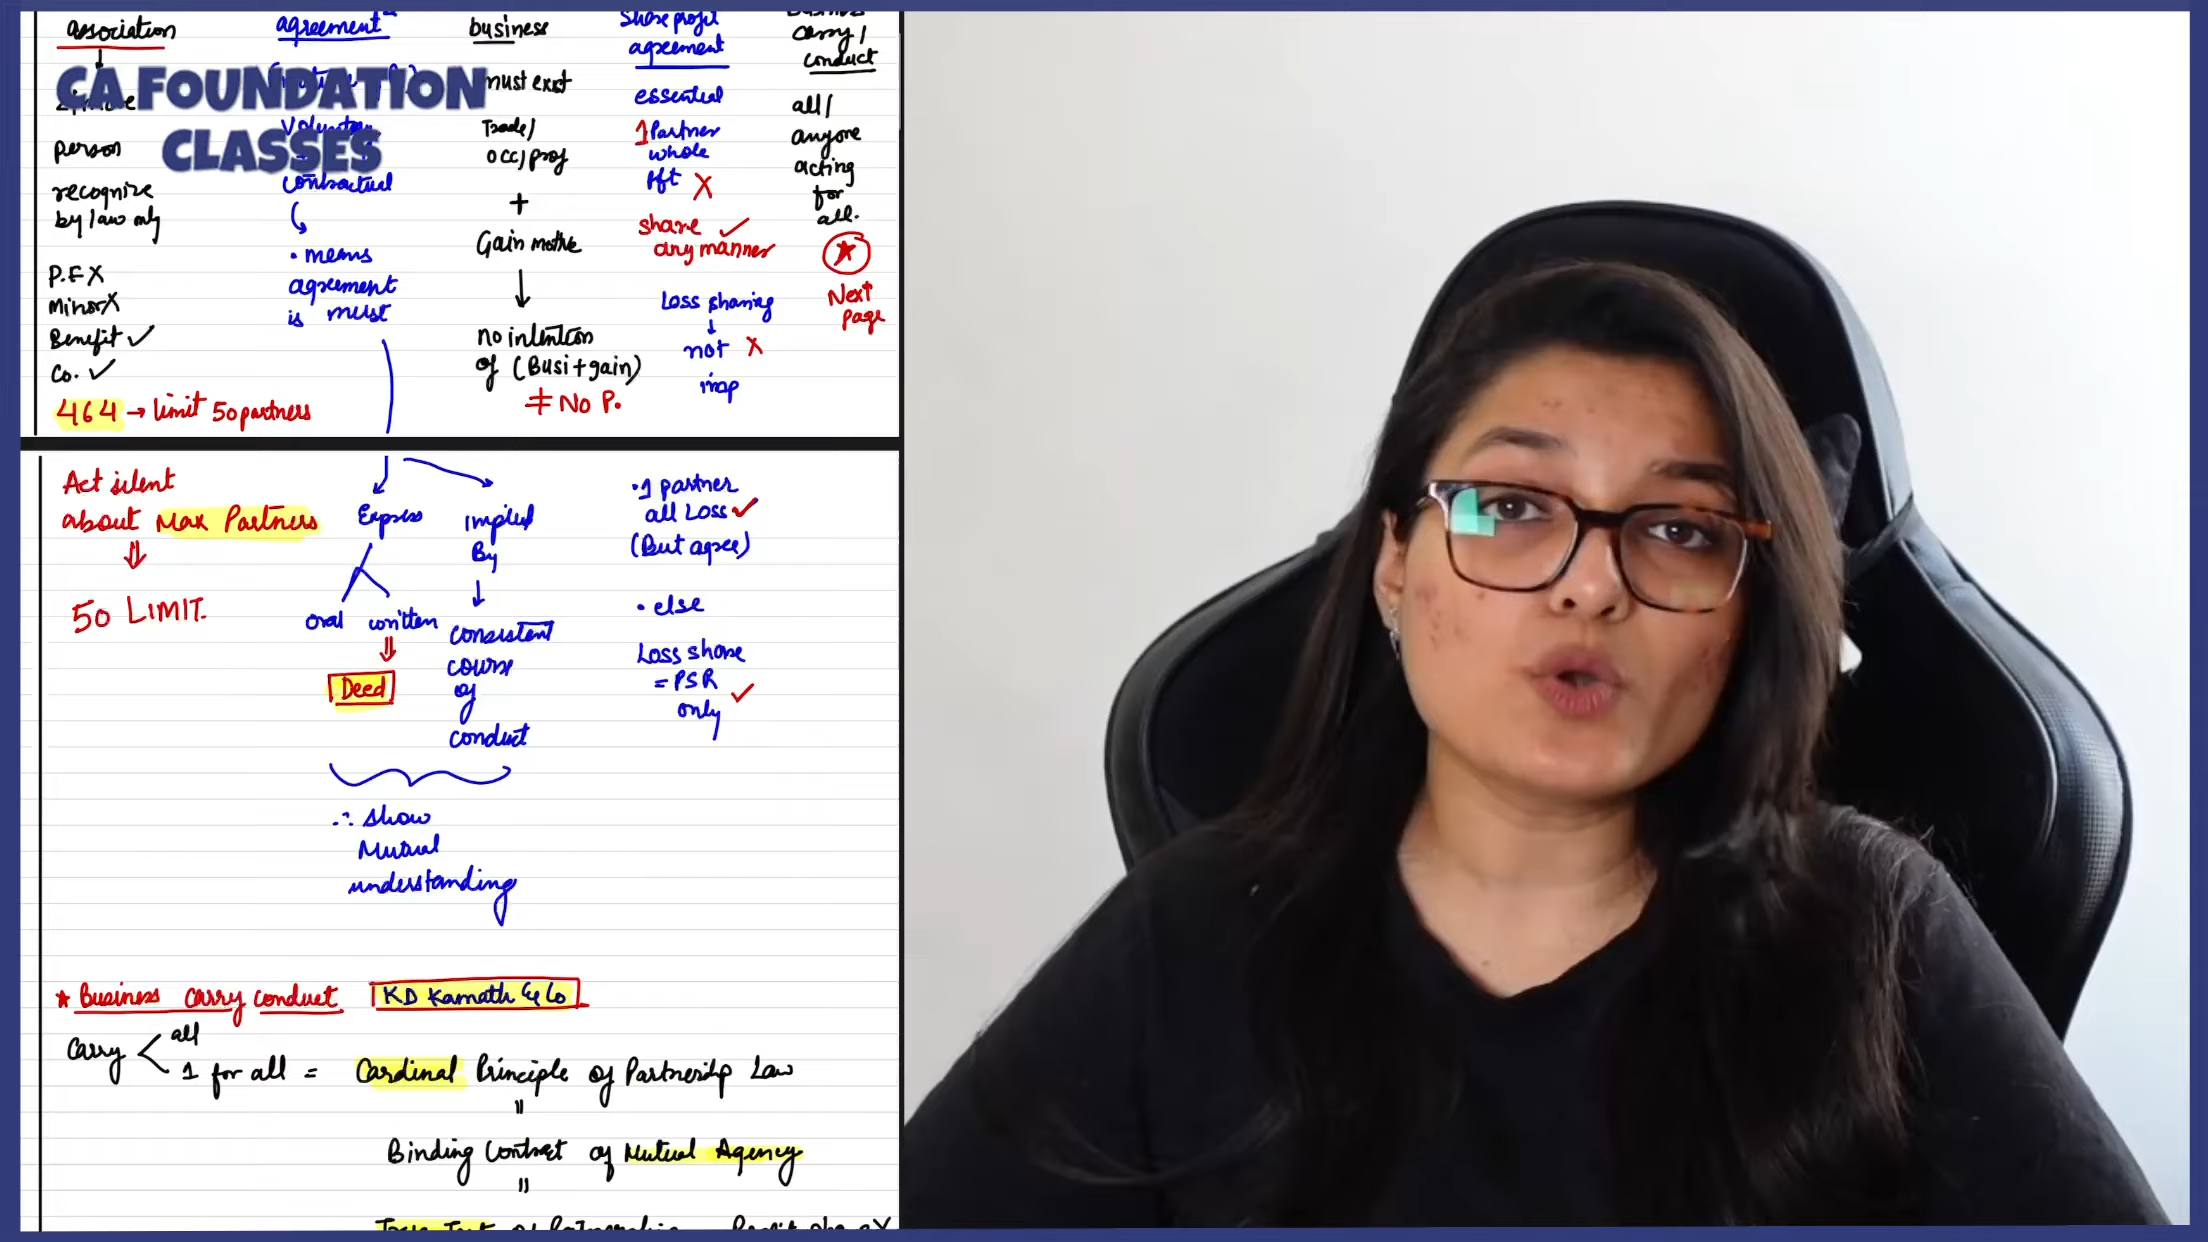 association
↓
person
recognize
by law only
P.F X
Minor X
Benefit ✓
Co. ✓
464 → limit 50 partners
agreement
Voluntary
contractual
• means
agreement
is must
business
must exist
Trade/
occ/prof
+
Gain motive
↓
no intention
of (Busi + gain)
≠ No P.
Share profit
agreement
essential
1 Partner
whole
Pft X
share ✓
any manner
Loss sharing
↓
not X
imp
carry /
conduct
all /
anyone
acting
for
all.
★
Next
page
CA FOUNDATION
CLASSES
Act silent
about Max Partners
⇓
50 LIMIT.
Express
oral written
⇓
Deed
Implied
By
↓
consistent
course
of
conduct
∴ show
Mutual
understanding
• 1 partner
all Loss ✓
(But agree)
• else
Loss share
= PSR ✓
only
★ Business carry conduct KD Kamath & Co
Carry < all
1 for all = Cardinal Principle of Partnership Law
=
Binding Contract of Mutual Agency
=